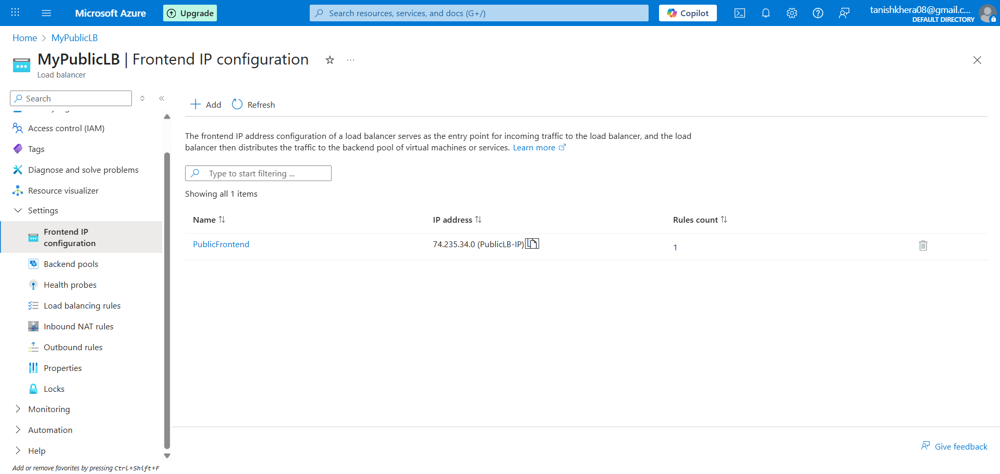 Microsoft Azure
Upgrade
Search resources, services, and docs (G+/)
Copilot
tanishkhera08@gmail.c...
DEFAULT DIRECTORY
Home > MyPublicLB
MyPublicLB | Frontend IP configuration
Load balancer
Search
Add
Refresh
Access control (IAM)
Tags
Diagnose and solve problems
Resource visualizer
Settings
Frontend IP
configuration
Backend pools
Health probes
Load balancing rules
Inbound NAT rules
Outbound rules
Properties
Locks
Monitoring
Automation
Help
Add or remove favorites by pressing Ctrl+Shift+F
The frontend IP address configuration of a load balancer serves as the entry point for incoming traffic to the load balancer, and the load
balancer then distributes the traffic to the backend pool of virtual machines or services. Learn more
Type to start filtering ...
Showing all 1 items
Name IP address Rules count
PublicFrontend 74.235.34.0 (PublicLB-IP) 1
Give feedback